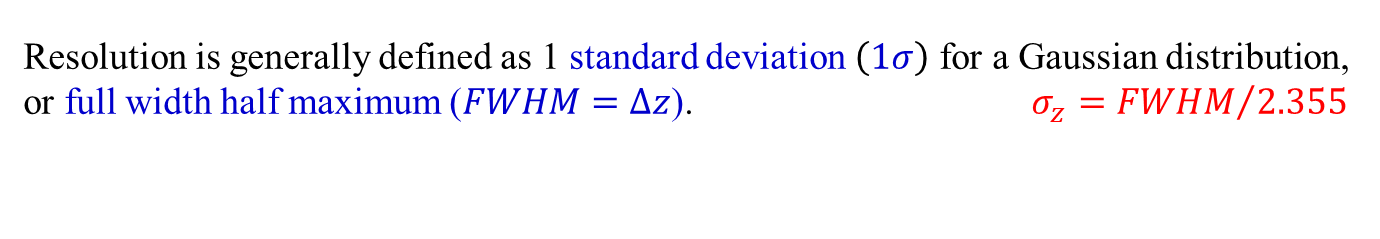 Resolution is generally defined as 1 standard deviation (1σ) for a Gaussian distribution,
or full width half maximum (FWHM = Δz). σ_z = FWHM/2.355